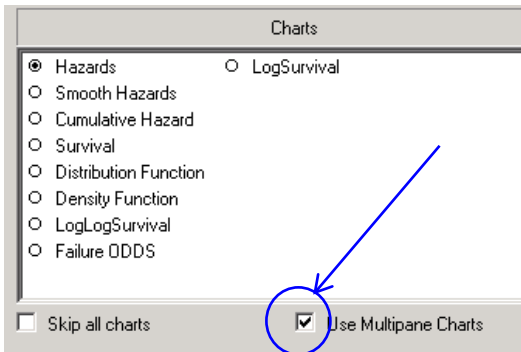 Charts
Hazards LogSurvival
Smooth Hazards
Cumulative Hazard
Survival
Distribution Function
Density Function
LogLogSurvival
Failure ODDS
Skip all charts Use Multipane Charts